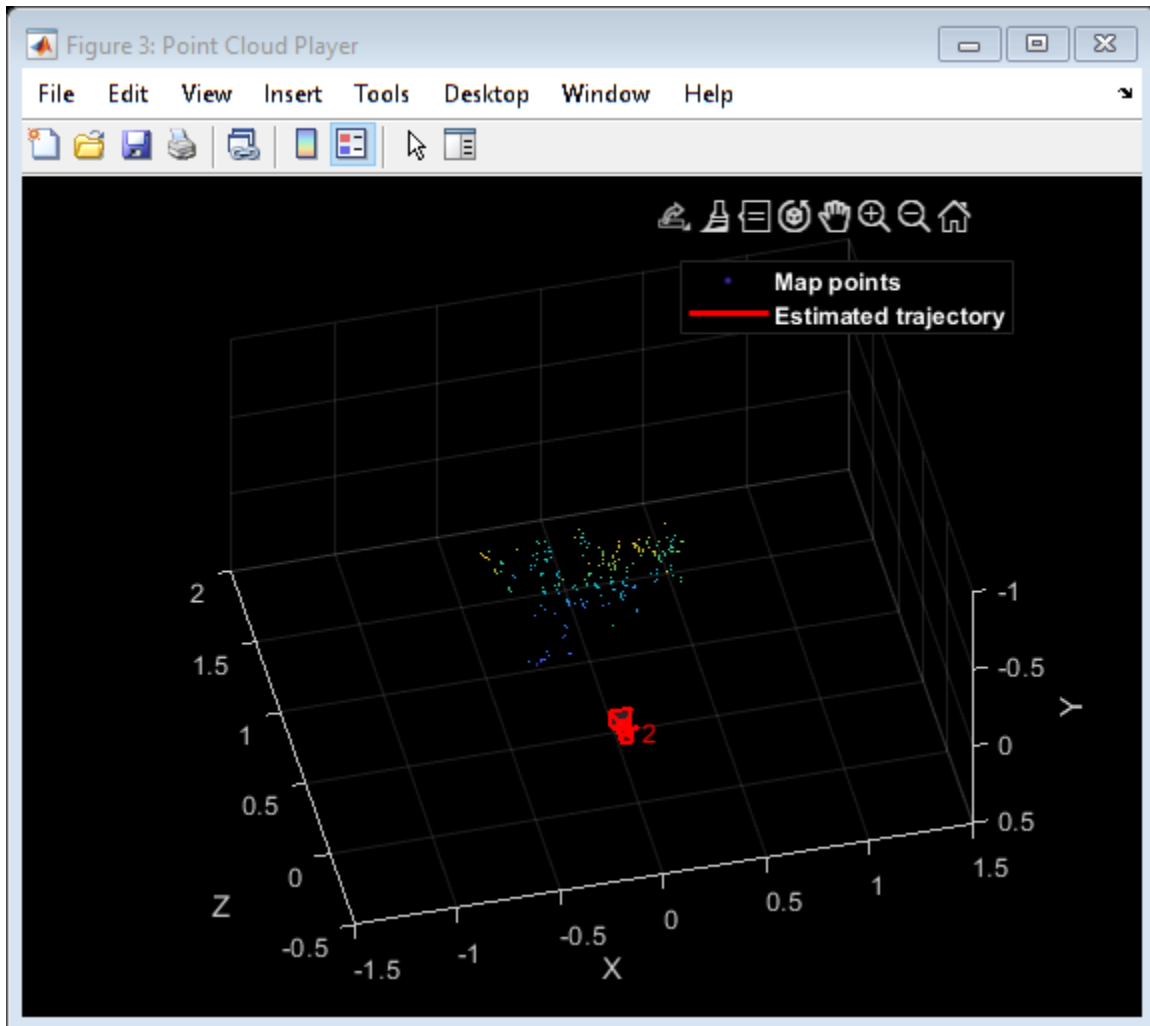 Figure 3: Point Cloud Player
File Edit View Insert Tools Desktop Window Help
Map points
Estimated trajectory
2
1.5
1
0.5
0
-0.5
Z
-1.5
-1
-0.5
0
0.5
1
1.5
X
-1
-0.5
0
0.5
Y
2